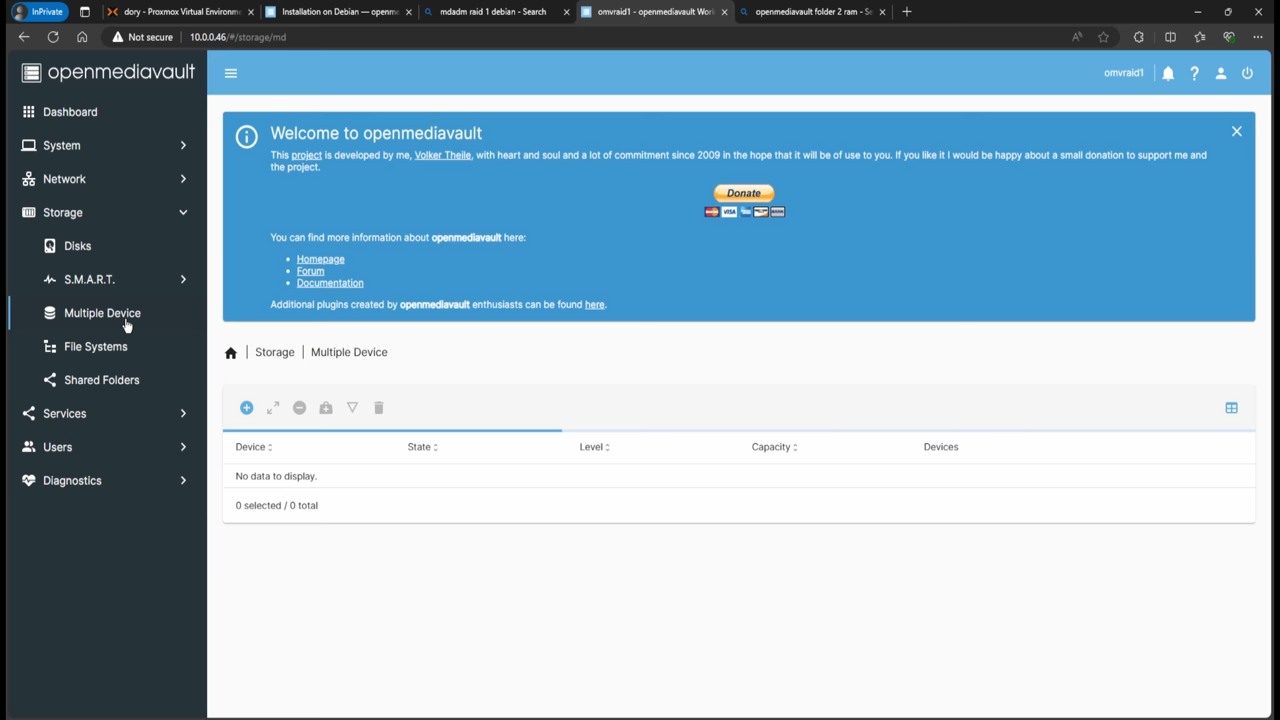 InPrivate
dory - Proxmox Virtual Environme
Installation on Debian — openm
mdadm raid 1 debian - Search
omvraid1 - openmediavault Wor
openmediavault folder 2 ram - Se
Not secure
10.0.0.46/#/storage/md
openmediavault
omvraid1
Dashboard
System
Network
Storage
Disks
S.M.A.R.T.
Multiple Device
File Systems
Shared Folders
Services
Users
Diagnostics
Welcome to openmediavault
This project is developed by me, Volker Theile, with heart and soul and a lot of commitment since 2009 in the hope that it will be of use to you. If you like it I would be happy about a small donation to support me and
the project.
Donate
VISA
You can find more information about openmediavault here:
Homepage
Forum
Documentation
Additional plugins created by openmediavault enthusiasts can be found here.
Storage | Multiple Device
Device State Level Capacity Devices
No data to display.
0 selected / 0 total